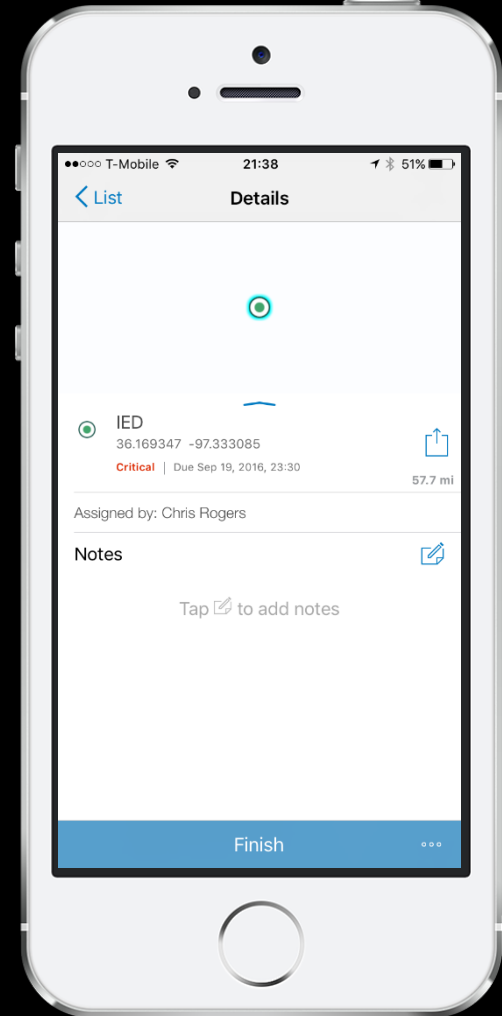 T-Mobile 21:38 51%
List Details
IED
36.169347 -97.333085
Critical | Due Sep 19, 2016, 23:30
57.7 mi
Assigned by: Chris Rogers
Notes
Tap to add notes
Finish